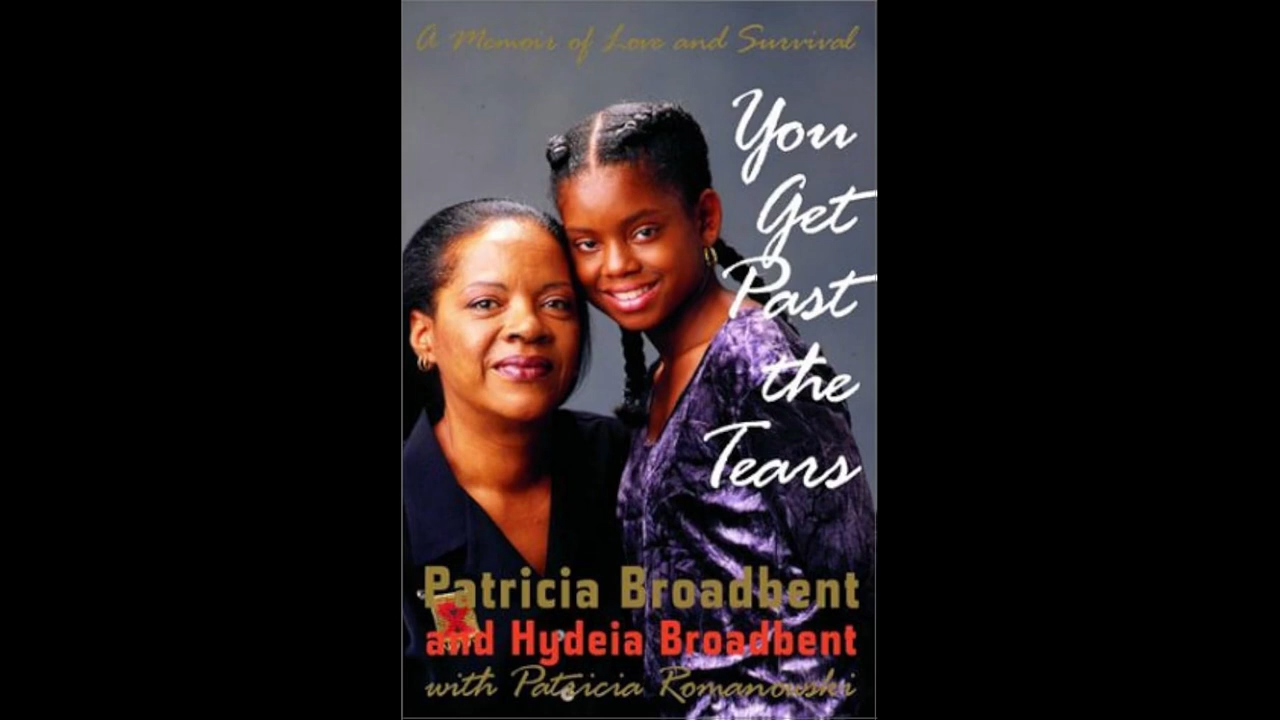 A Memoir of Love and Survival
You
Get
Past
the
Tears
Patricia Broadbent
and Hydeia Broadbent
with Patricia Romanowski